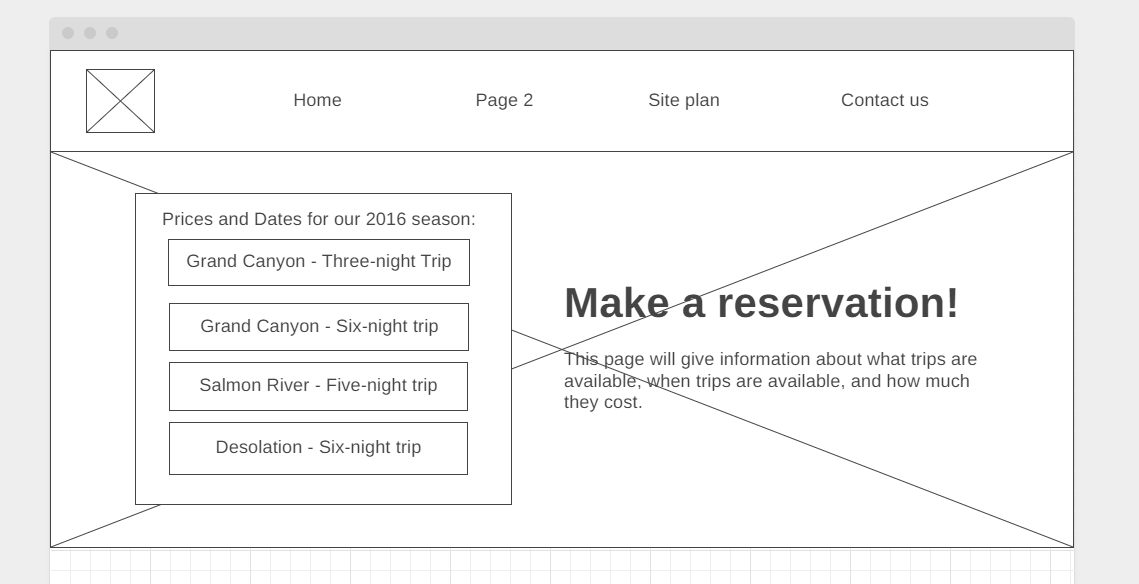 Home Page 2 Site plan Contact us
Prices and Dates for our 2016 season:
Grand Canyon - Three-night Trip
Grand Canyon - Six-night trip
Salmon River - Five-night trip
Desolation - Six-night trip
Make a reservation!
This page will give information about what trips are
available, when trips are available, and how much
they cost.